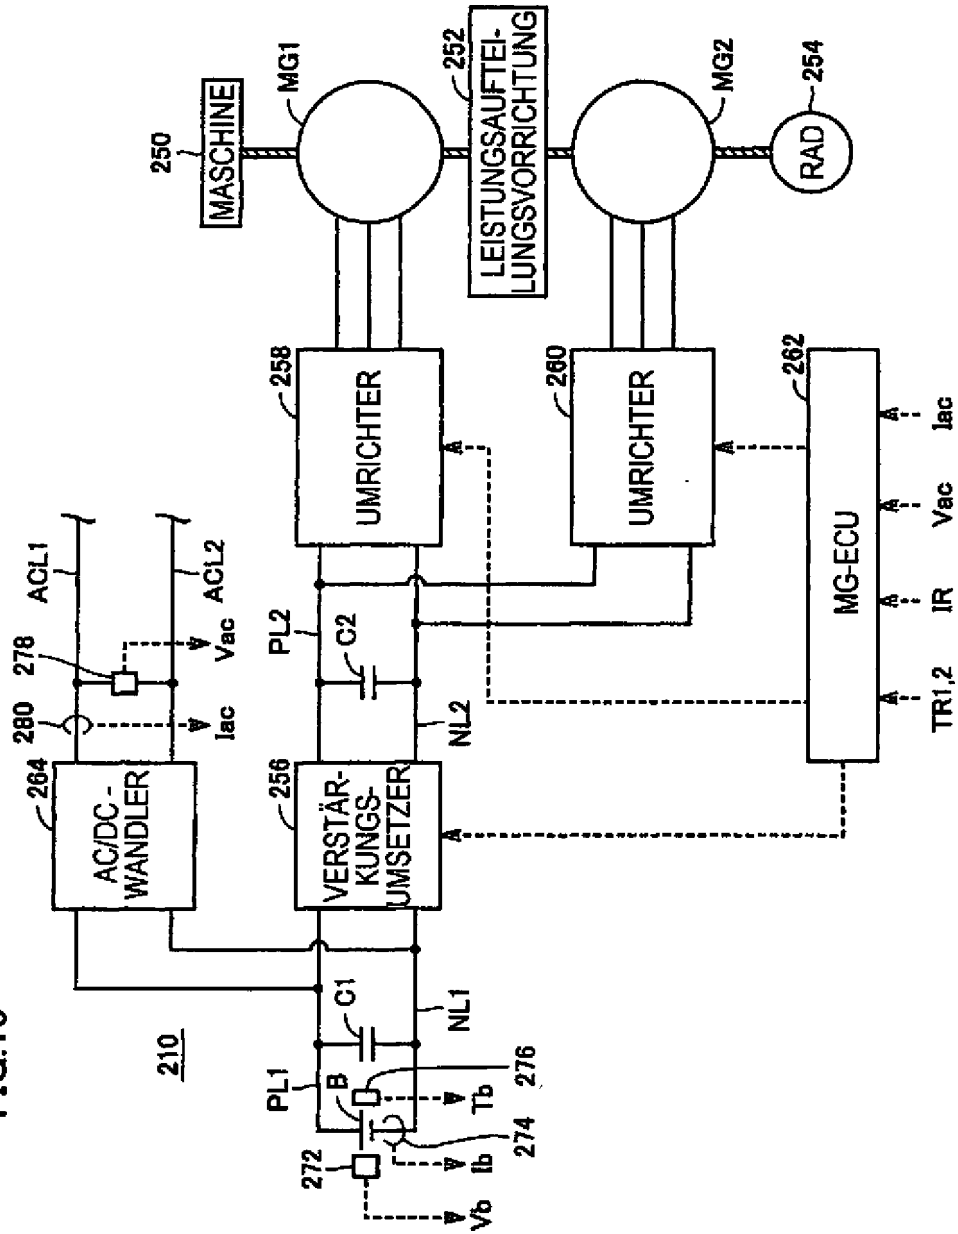 210
264
AC/DC-
WANDLER
280
278
ACL1
ACL2
Iac
Vac
250
MASCHINE
PL1
B
C1
272
276
274
NL1
Vb
Ib
Tb
256
VERSTÄR-
KUNGS-
UMSETZER
PL2
C2
NL2
258
UMRICHTER
MG1
252
LEISTUNGSAUFTEI-
LUNGSVORRICHTUNG
260
UMRICHTER
MG2
254
RAD
262
MG-ECU
TR1,2
IR
Vac
Iac